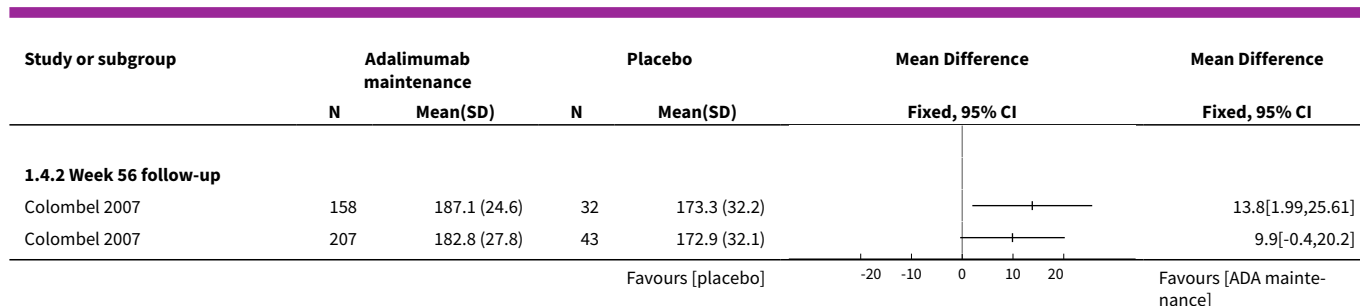 Study or subgroup Adalimumab maintenance Placebo Mean Difference Mean Difference
N Mean(SD) N Mean(SD) Fixed, 95% CI Fixed, 95% CI
1.4.2 Week 56 follow-up
Colombel 2007 158 187.1 (24.6) 32 173.3 (32.2) 13.8[1.99,25.61]
Colombel 2007 207 182.8 (27.8) 43 172.9 (32.1) 9.9[-0.4,20.2]
Favours [placebo] -20 -10 0 10 20 Favours [ADA mainte-
nance]